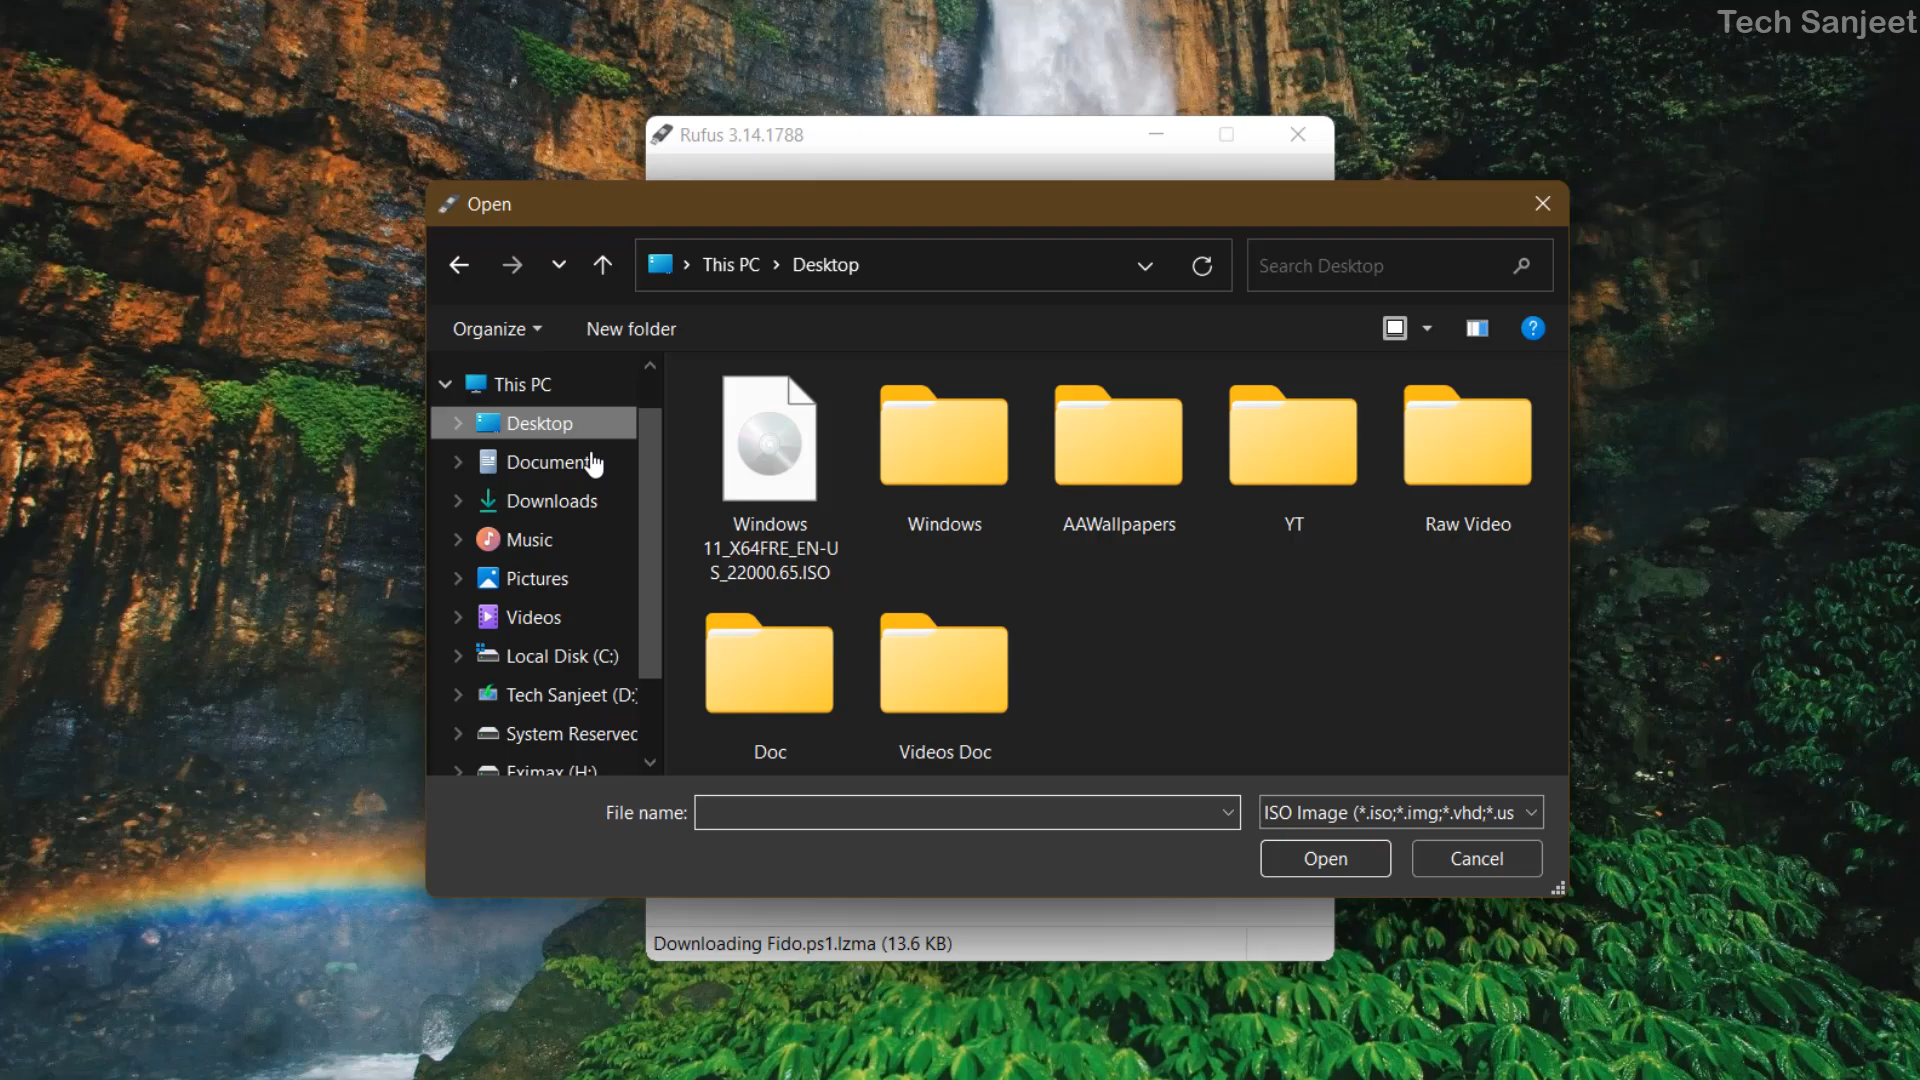 Tech Sanjeet
Rufus 3.14.1788
Open
This PC > Desktop
Search Desktop
Organize
New folder
?
This PC
Desktop
Document
Downloads
Music
Pictures
Videos
Local Disk (C:)
Tech Sanjeet (D:)
System Reserved
Eximax (H:)
Windows
11_X64FRE_EN-U
S_22000.65.ISO
Windows
AAWallpapers
YT
Raw Video
Doc
Videos Doc
File name:
ISO Image (*.iso;*.img;*.vhd;*.us
Open
Cancel
Downloading Fido.ps1.lzma (13.6 KB)